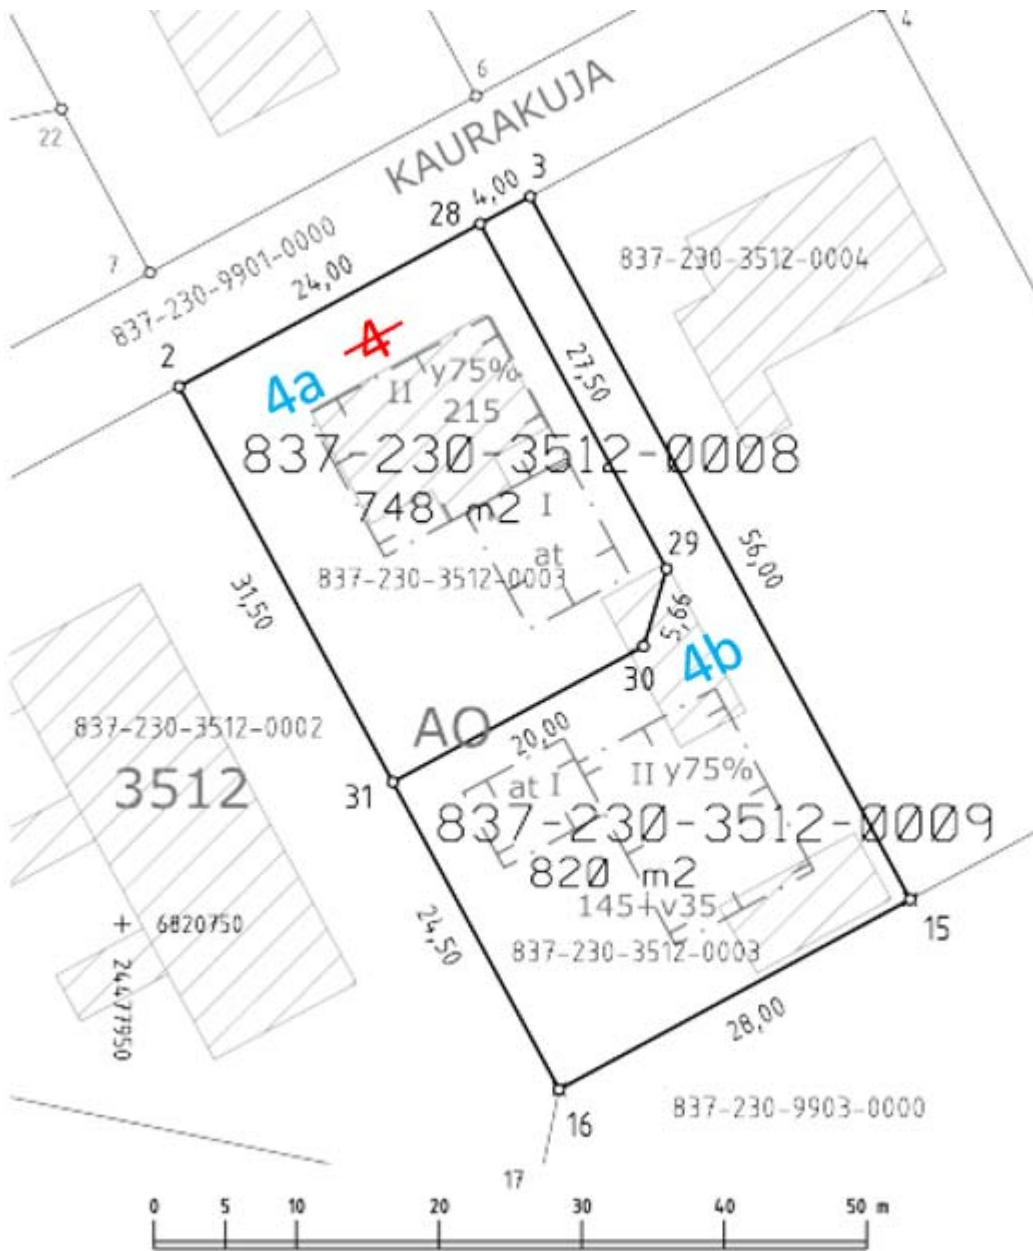 4
6
KAURAKUJA
22
3
4,00
28
7
837-230-9901-0000
24,00
837-230-3512-0004
2
4
4a
II y75%
215
27,50
837-230-3512-0008
748 m2
I
at
837-230-3512-0003
29
56,00
31,50
5,66
4b
30
AO
20,00
837-230-3512-0002
3512
31
at I
II y75%
837-230-3512-0009
820 m2
145+v35
837-230-3512-0003
15
6820750
24477950
24,50
28,00
16
837-230-9903-0000
17
0 5 10 20 30 40 50 m